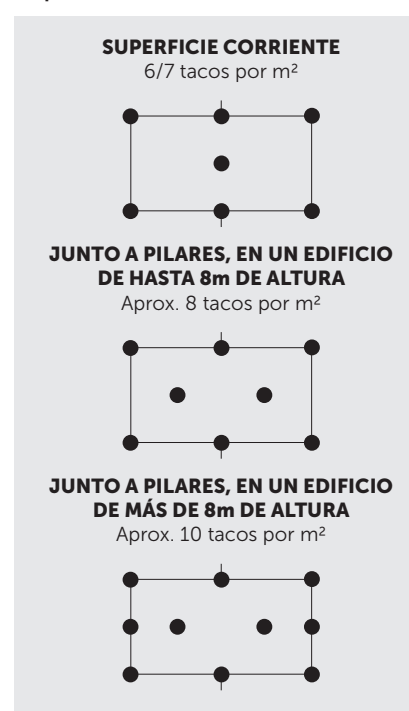 SUPERFICIE CORRIENTE
6/7 tacos por m²
JUNTO A PILARES, EN UN EDIFICIO
DE HASTA 8m DE ALTURA
Aprox. 8 tacos por m²
JUNTO A PILARES, EN UN EDIFICIO
DE MÁS DE 8m DE ALTURA
Aprox. 10 tacos por m²